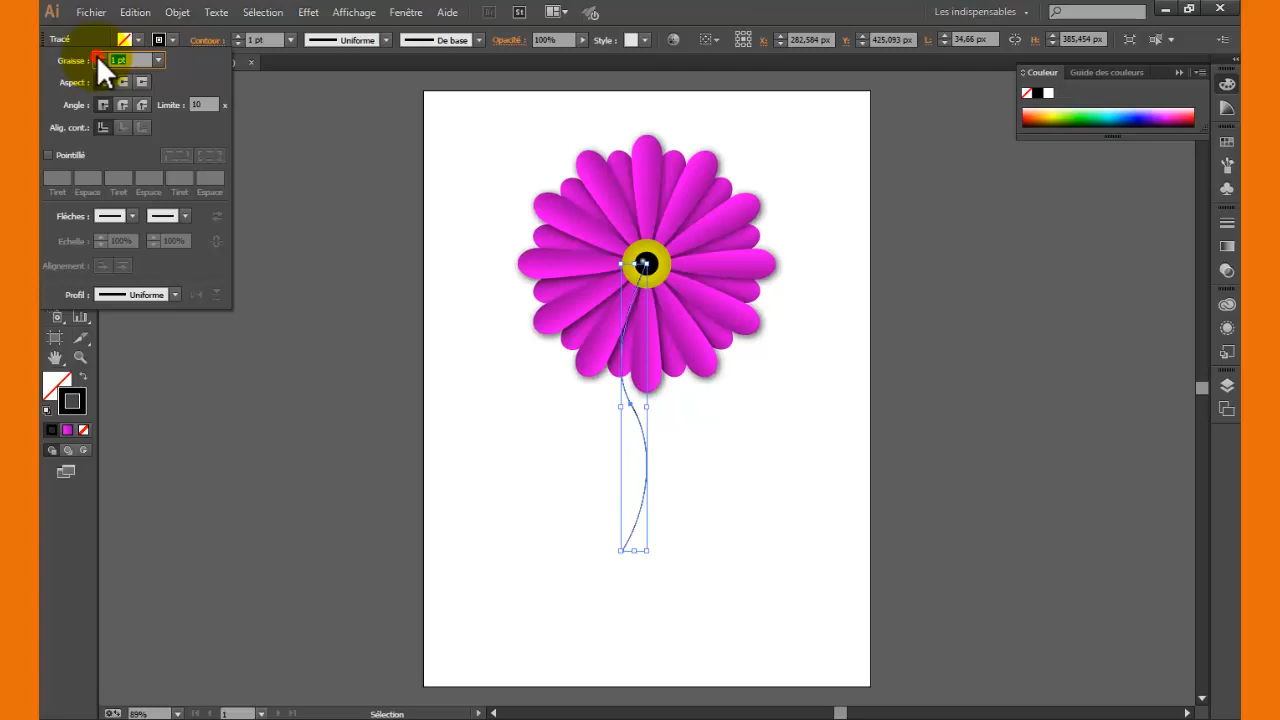 Ai Fichier Edition Objet Texte Sélection Effet Affichage Fenêtre Aide Br St Les indispensables
Tracé Contour : 1 pt Uniforme De base Opacité: 100% Style : X: 282,584 px Y: 425,093 px L: 34,66 px H: 385,454 px
Graisse : 1 pt
Couleur Guide des couleurs
Aspect :
Angle : Limite : 10 x
Alig. cont.:
Pointillé
Tiret Espace Tiret Espace Tiret Espace
Flèches :
Echelle : 100% 100%
Alignement :
Profil : Uniforme
89% 1 Sélection